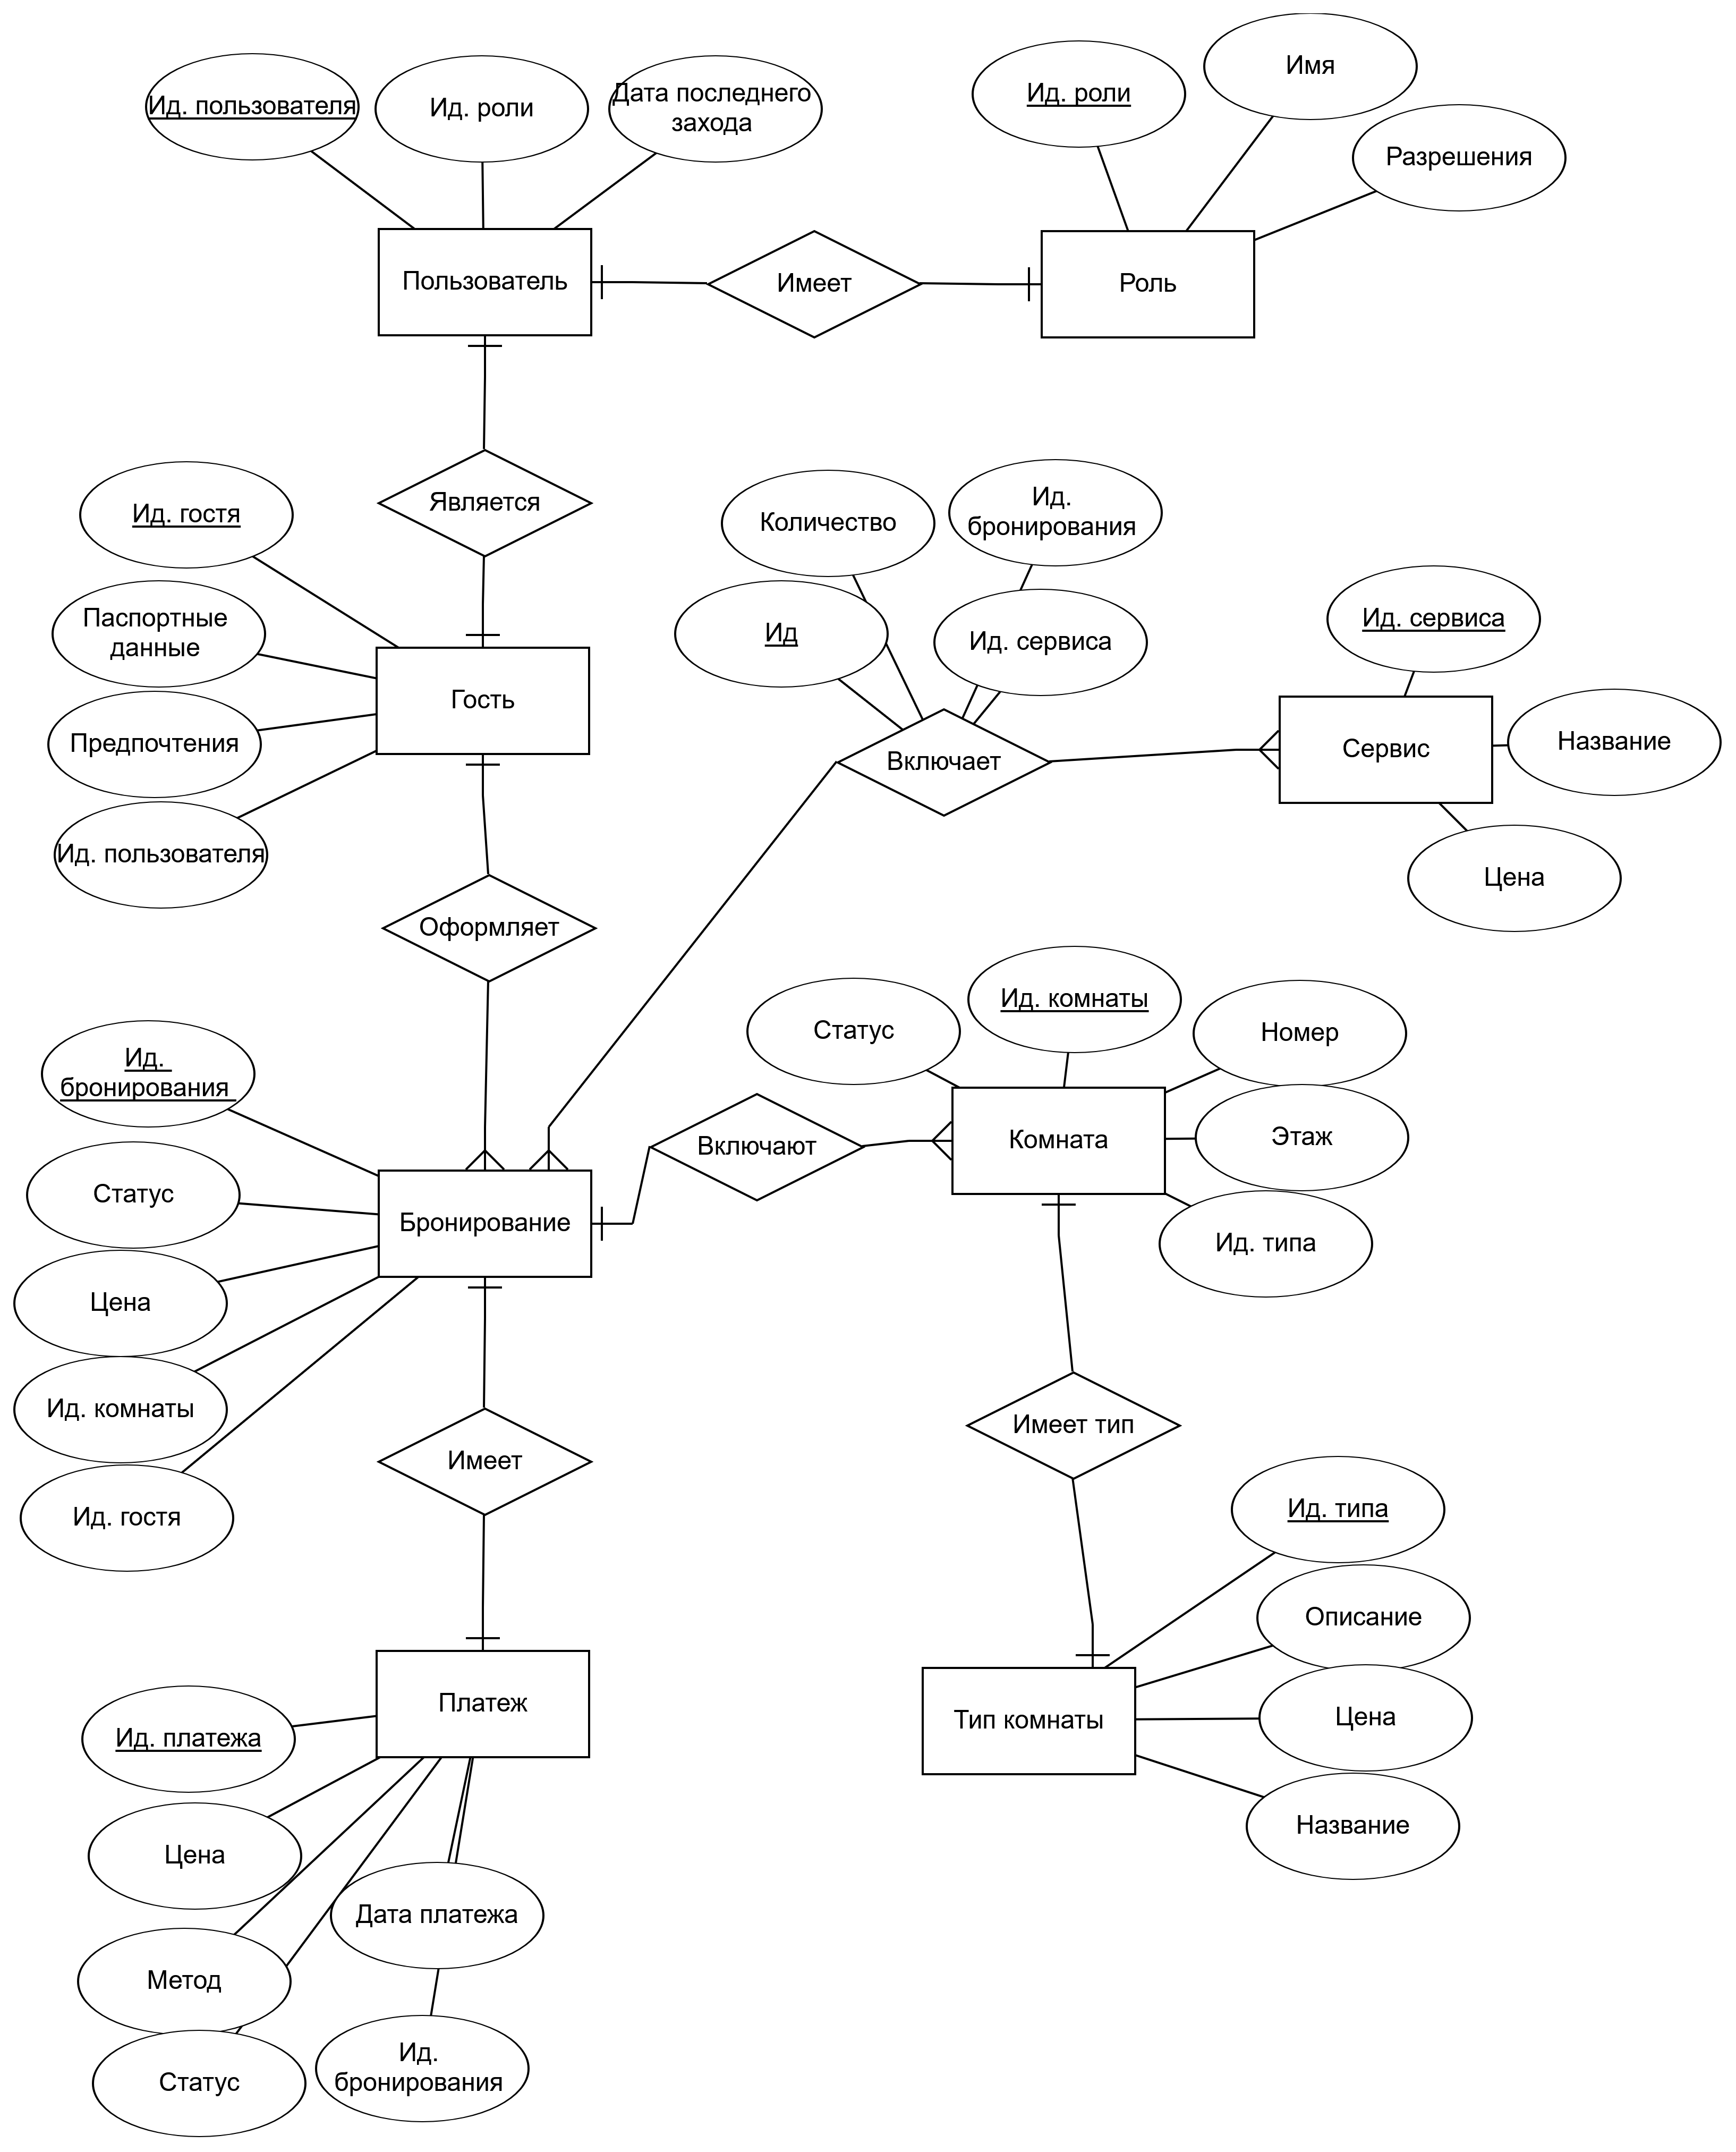 Ид. пользователя
Ид. роли
Дата последнего
захода
Ид. роли
Имя
Разрешения
Пользователь
Имеет
Роль
Является
Ид. гостя
Паспортные
данные
Предпочтения
Ид. пользователя
Гость
Количество
Ид.
бронирования
Ид
Ид. сервиса
Включает
Ид. сервиса
Сервис
Название
Цена
Оформляет
Ид.
бронирования
Статус
Цена
Ид. комнаты
Ид. гостя
Бронирование
Включают
Статус
Ид. комнаты
Номер
Комната
Этаж
Ид. типа
Имеет
Имеет тип
Ид. типа
Описание
Цена
Название
Тип комнаты
Платеж
Ид. платежа
Цена
Метод
Статус
Дата платежа
Ид.
бронирования